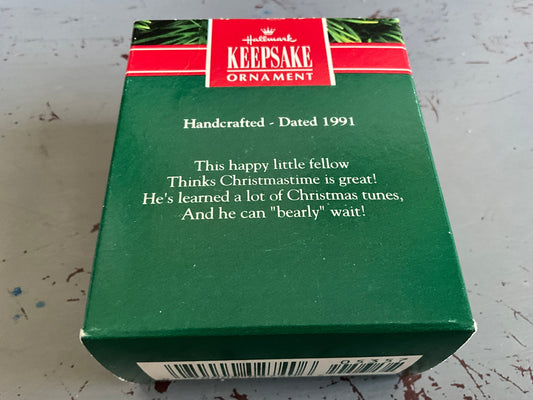 Hallmark
KEEPSAKE
ORNAMENT
Handcrafted - Dated 1991
This happy little fellow
Thinks Christmastime is great!
He's learned a lot of Christmas tunes,
And he can "bearly" wait!
05357